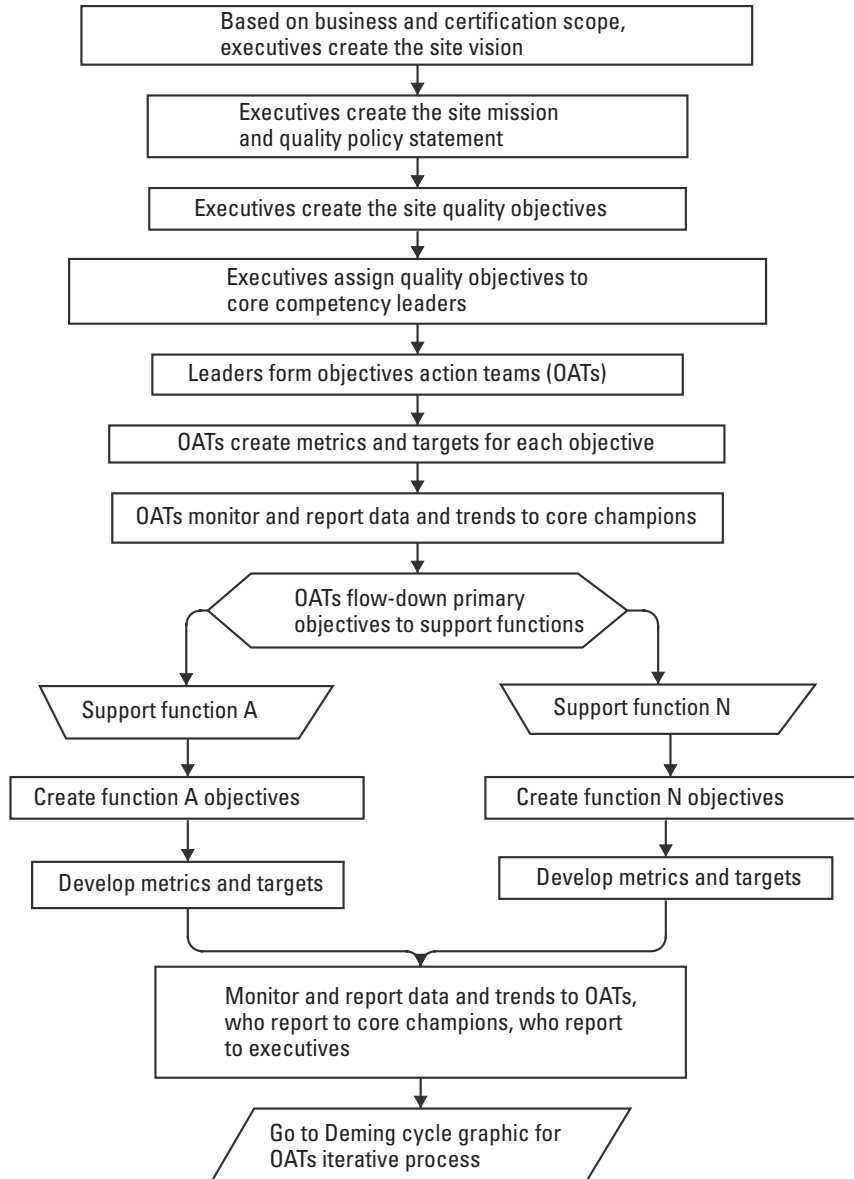 Based on business and certification scope,
executives create the site vision
Executives create the site mission
and quality policy statement
Executives create the site quality objectives
Executives assign quality objectives to
core competency leaders
Leaders form objectives action teams (OATs)
OATs create metrics and targets for each objective
OATs monitor and report data and trends to core champions
OATs flow-down primary
objectives to support functions
Support function A
Support function N
Create function A objectives
Create function N objectives
Develop metrics and targets
Develop metrics and targets
Monitor and report data and trends to OATs,
who report to core champions, who report
to executives
Go to Deming cycle graphic for
OATs iterative process